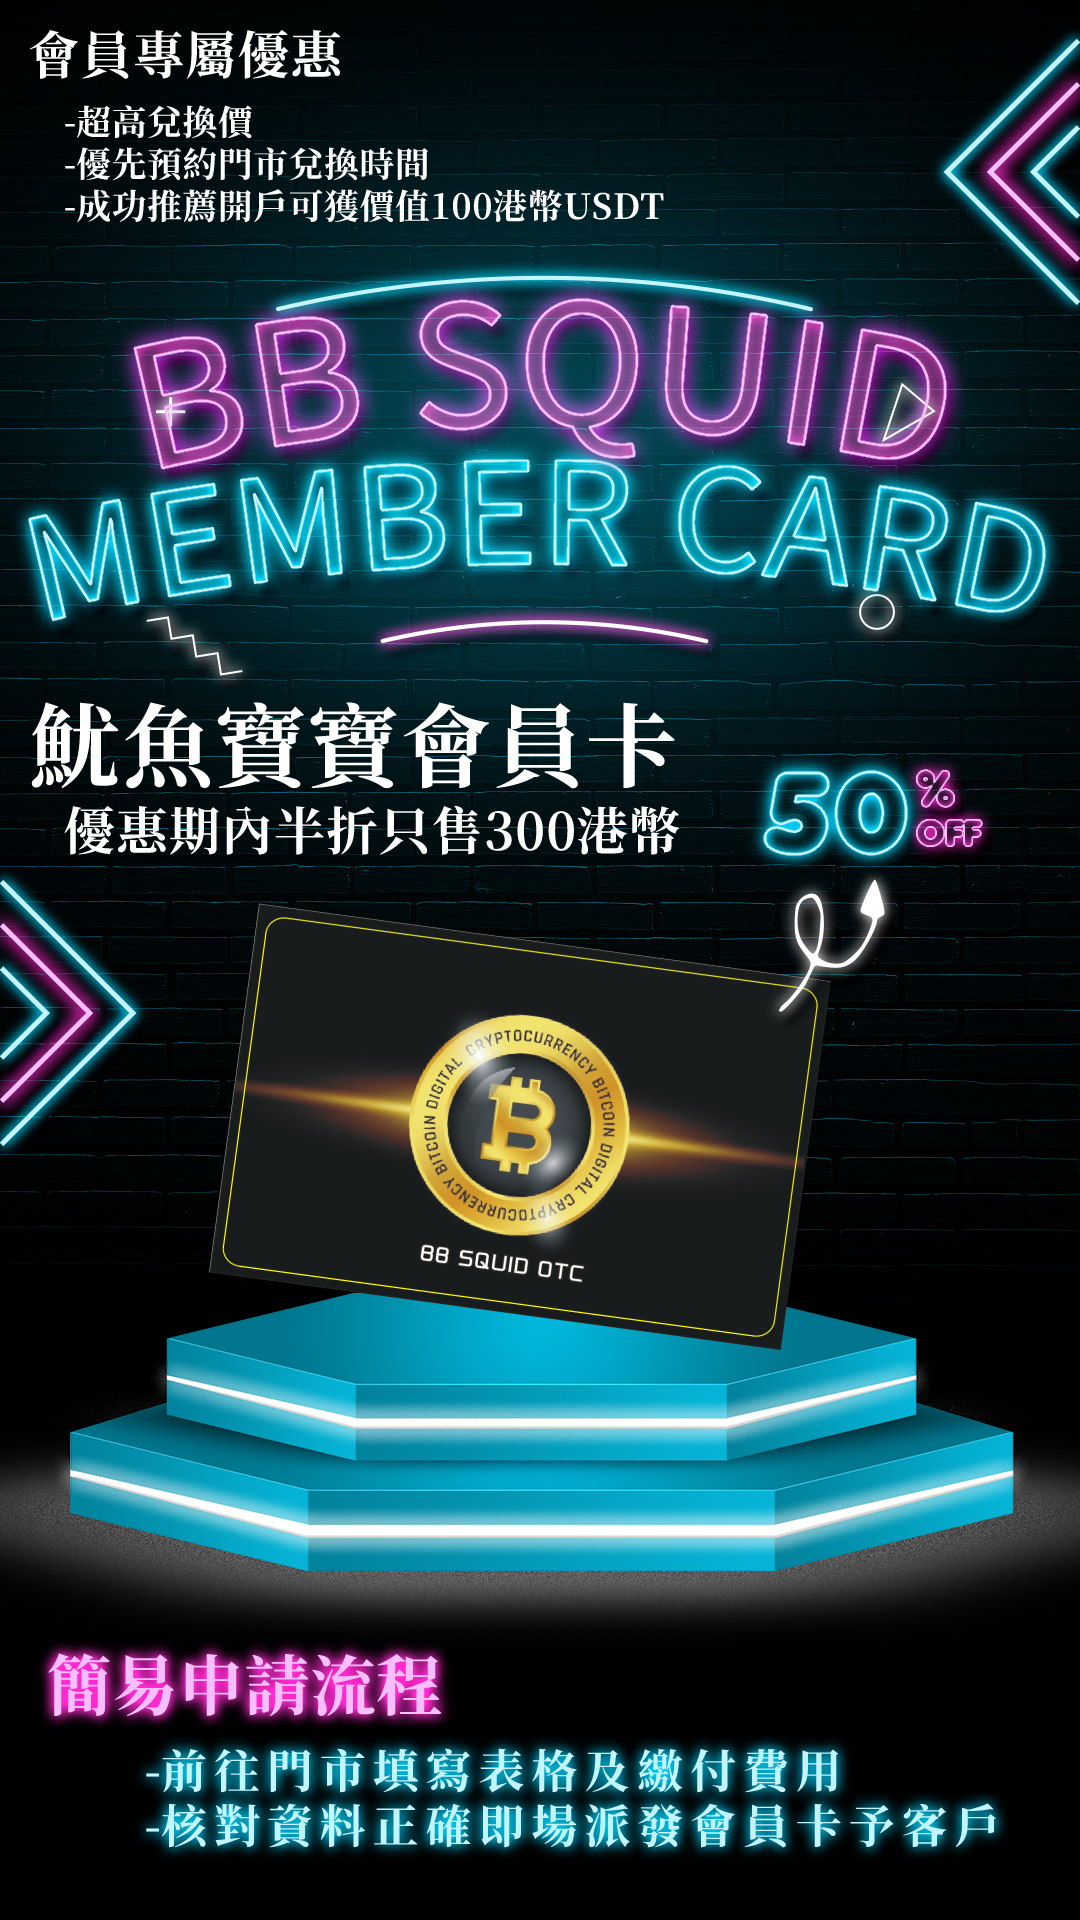 會員專屬優惠
-超高兌換價
-優先預約門市兌換時間
-成功推薦開戶可獲價值100港幣USDT
BB SQUID
MEMBER CARD
魷魚寶寶會員卡
優惠期內半折只售300港幣
50% OFF
BITCOIN DIGITAL CRYPTOCURRENCY BITCOIN DIGITAL CRYPTOCURRENCY
BB SQUID OTC
簡易申請流程
-前往門市填寫表格及繳付費用
-核對資料正確即場派發會員卡予客戶